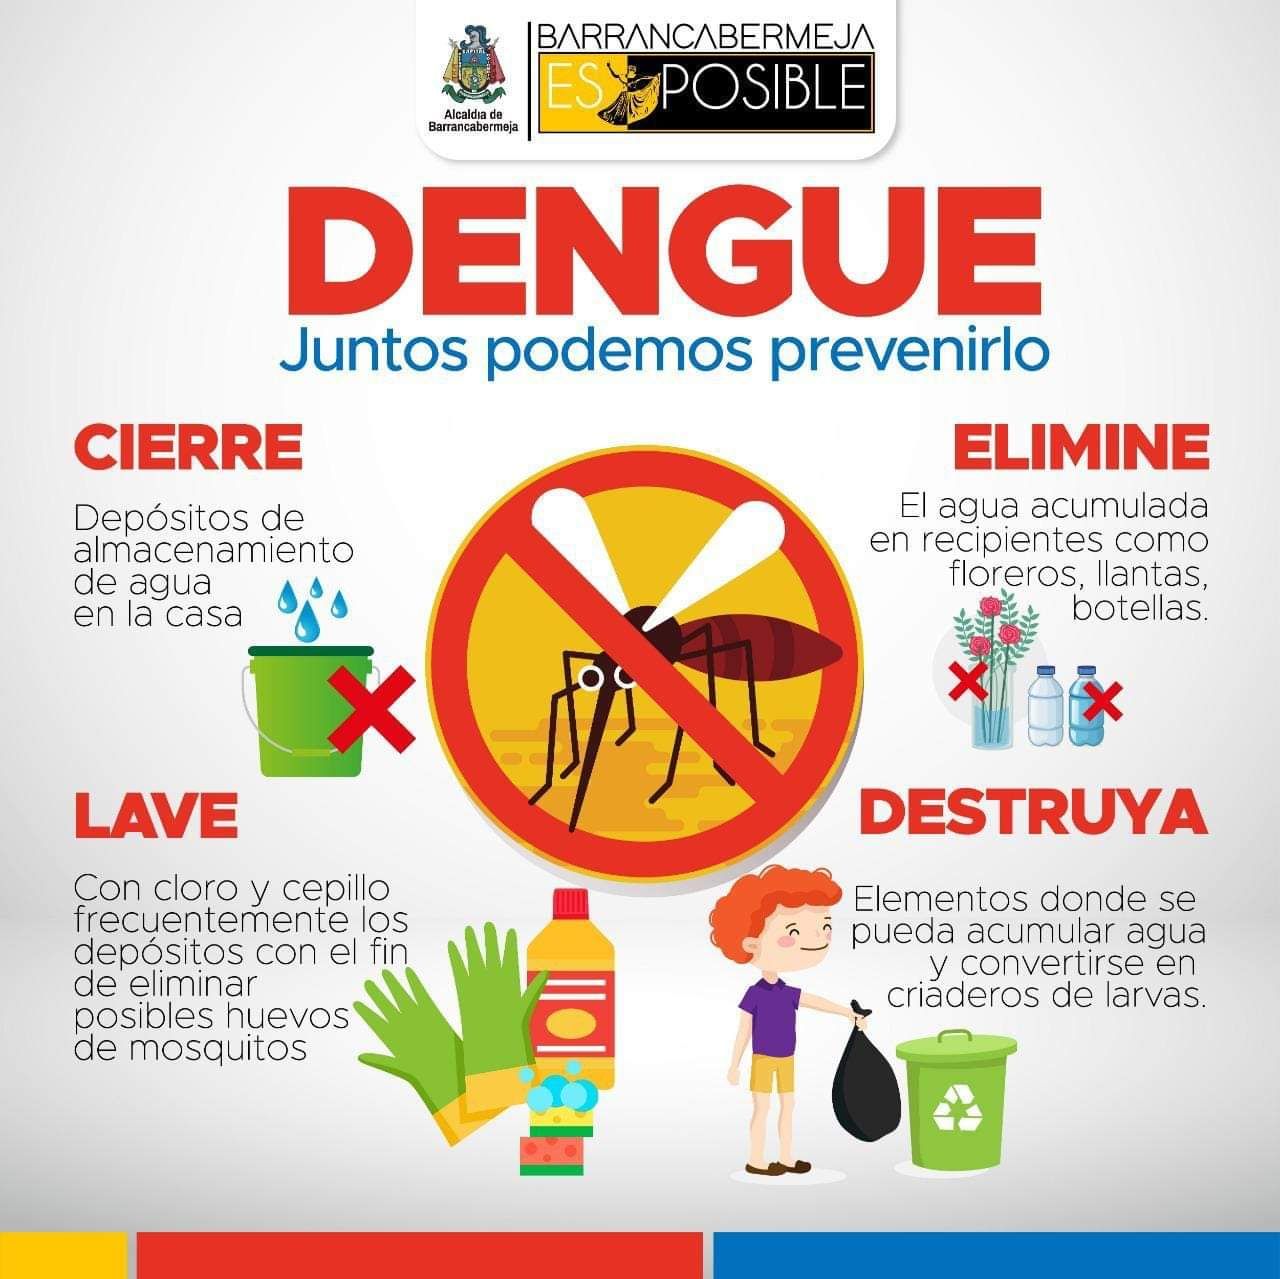 Alcaldía de
Barrancabermeja
BARRANCABERMEJA
ES POSIBLE
DENGUE
Juntos podemos prevenirlo
CIERRE
Depósitos de
almacenamiento
de agua
en la casa
ELIMINE
El agua acumulada
en recipientes como
floreros, llantas,
botellas.
LAVE
Con cloro y cepillo
frecuentemente los
depósitos con el fin
de eliminar
posibles huevos
de mosquitos
DESTRUYA
Elementos donde se
pueda acumular agua
y convertirse en
criaderos de larvas.